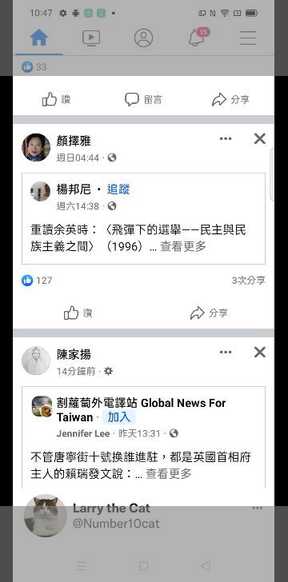 10:47
15
33
讚
留言
分享
顏擇雅
週日04:44
楊邦尼・追蹤
週六14:38
重讀余英時：〈飛彈下的選舉——民主與民
族主義之間〉（1996）... 查看更多
127
3次分享
讚
分享
陳家揚
14分鐘前
割蘿蔔外電譯站 Global News For
Taiwan・加入
Jennifer Lee・昨天13:31
不管唐寧街十號換誰進駐，都是英國首相府
主人的賴瑞發文說：... 查看更多
Larry the Cat
@Number10cat